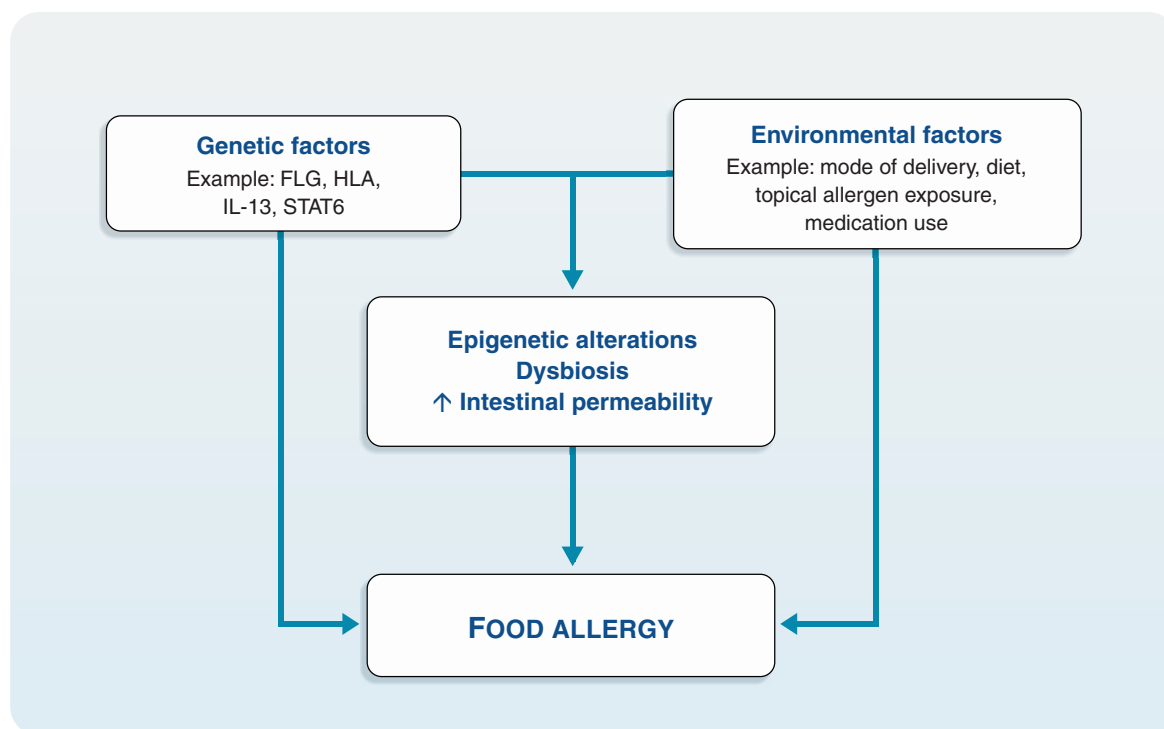 Genetic factors
Example: FLG, HLA,
IL-13, STAT6
Environmental factors
Example: mode of delivery, diet,
topical allergen exposure,
medication use
Epigenetic alterations
Dysbiosis
↑ Intestinal permeability
FOOD ALLERGY